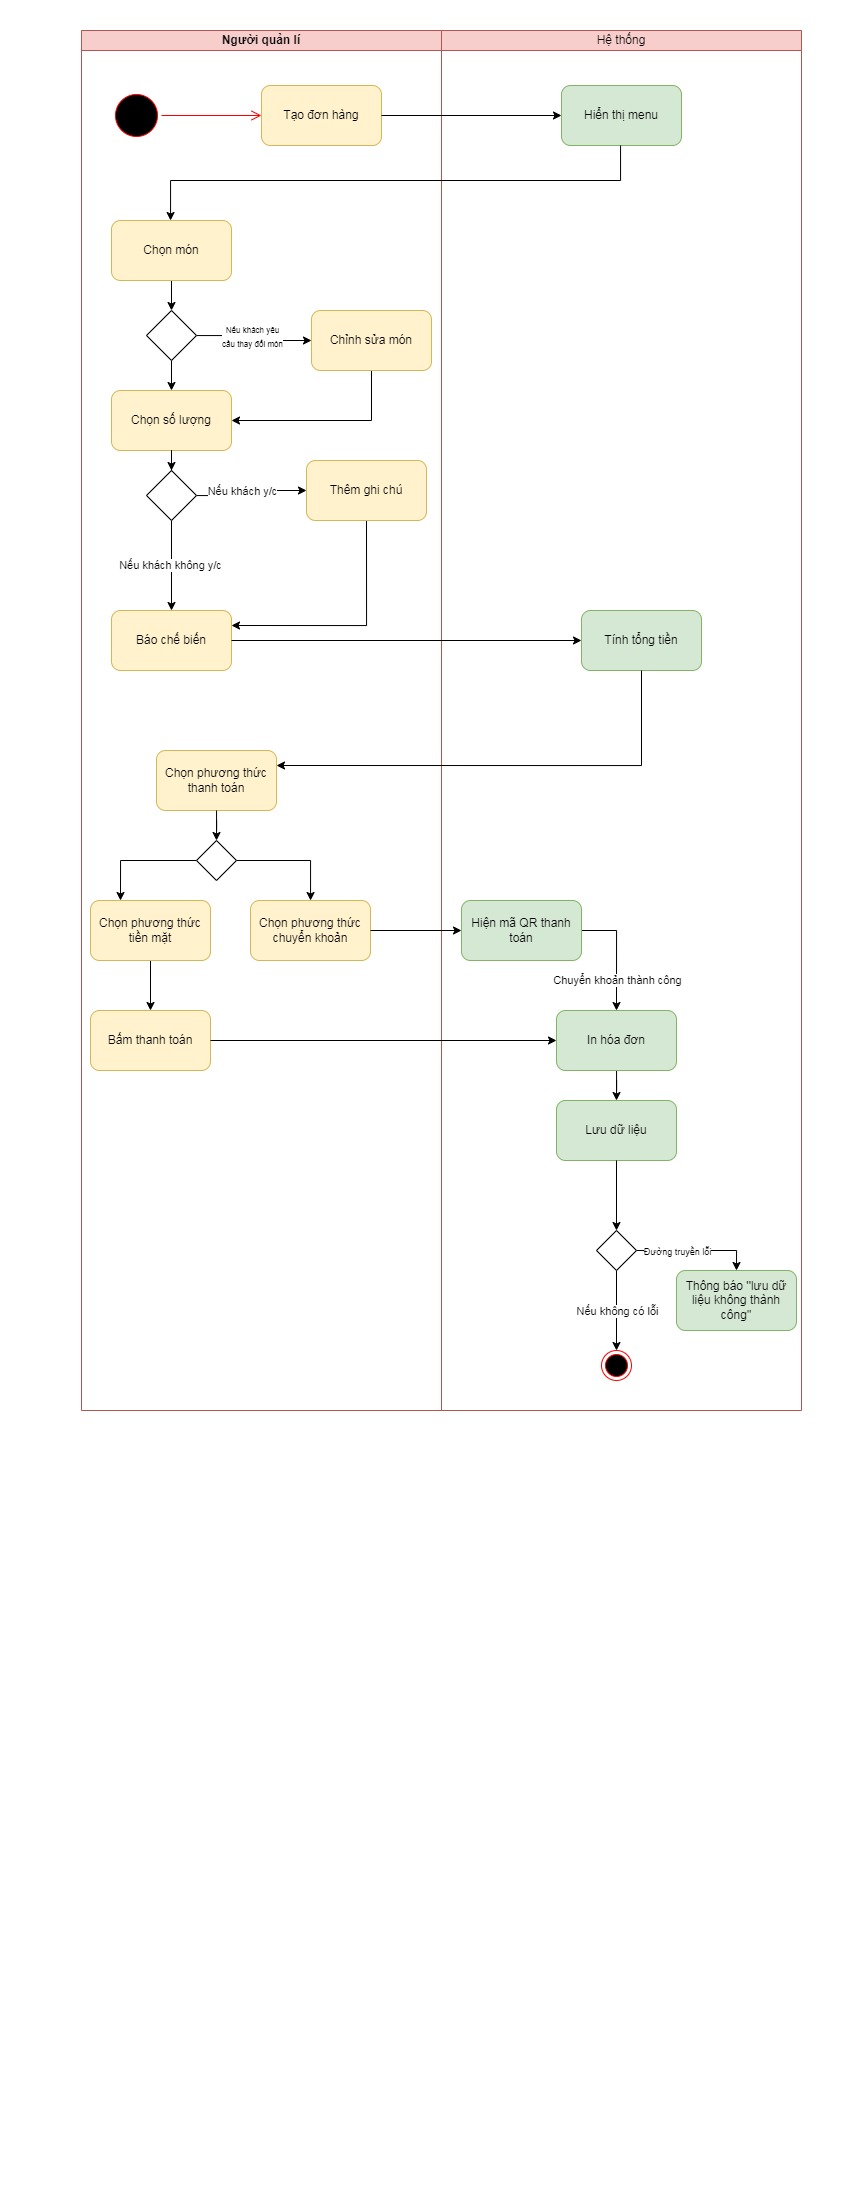 Người quản lí
Hệ thống
Tạo đơn hàng
Hiển thị menu
Chọn món
Nếu khách yêu
cầu thay đổi món
Chỉnh sửa món
Chọn số lượng
Nếu khách y/c
Thêm ghi chú
Nếu khách không y/c
Báo chế biến
Tính tổng tiền
Chọn phương thức
thanh toán
Chọn phương thức
tiền mặt
Chọn phương thức
chuyển khoản
Hiện mã QR thanh
toán
Chuyển khoản thành công
Bấm thanh toán
In hóa đơn
Lưu dữ liệu
Đường truyền lỗi
Thông báo "lưu dữ
liệu không thành
công"
Nếu không có lỗi